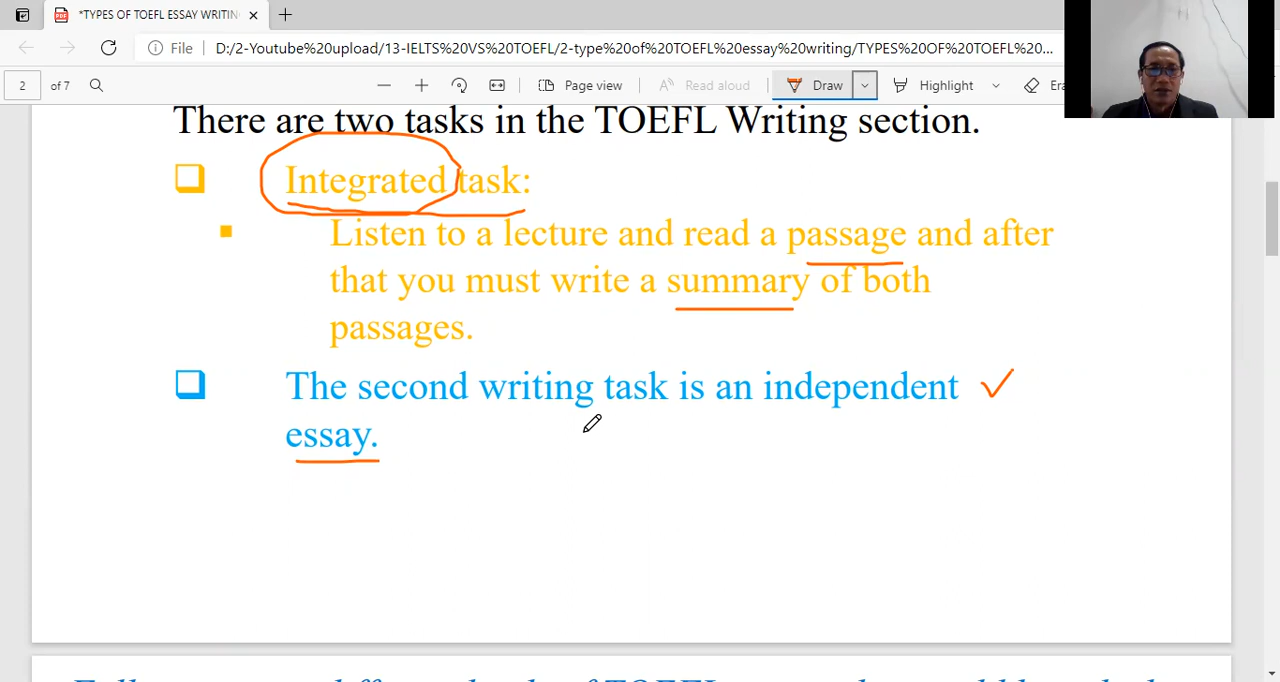 *TYPES OF TOEFL ESSAY WRITIN
File D:/2-Youtube%20upload/13-IELTS%20VS%20TOEFL/2-type%20of%20TOEFL%20essay%20writing/TYPES%20OF%20TOEFL%20...
2 of 7 Page view Read aloud Draw Highlight Era
There are two tasks in the TOEFL Writing section.
Integrated task:
Listen to a lecture and read a passage and after
that you must write a summary of both
passages.
The second writing task is an independent
essay.